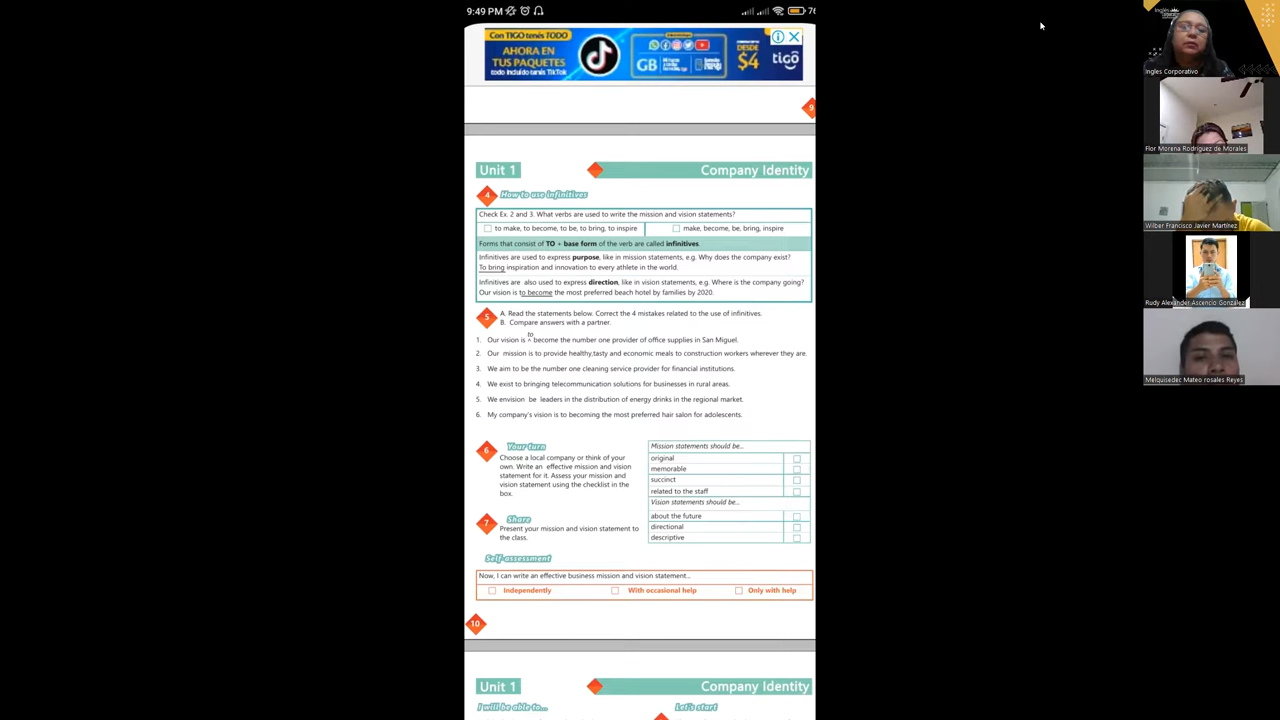 9:49 PM
76
Con TIGO tenés TODO
AHORA EN
TUS PAQUETES
todo incluido tenés TikTok
GB
DESDE
$4
tigo
9
Unit 1
Company Identity
4
How to use infinitives
Check Ex. 2 and 3. What verbs are used to write the mission and vision statements?
to make, to become, to be, to bring, to inspire
make, become, be, bring, inspire
Forms that consist of TO + base form of the verb are called infinitives.
Infinitives are used to express purpose, like in mission statements, e.g. Why does the company exist?
To bring inspiration and innovation to every athlete in the world.
Infinitives are also used to express direction, like in vision statements, e.g. Where is the company going?
Our vision is to become the most preferred beach hotel by families by 2020.
5
A. Read the statements below. Correct the 4 mistakes related to the use of infinitives.
B. Compare answers with a partner.
to
1. Our vision is ^ become the number one provider of office supplies in San Miguel.
2. Our mission is to provide healthy,tasty and economic meals to construction workers wherever they are.
3. We aim to be the number one cleaning service provider for financial institutions.
4. We exist to bringing telecommunication solutions for businesses in rural areas.
5. We envision be leaders in the distribution of energy drinks in the regional market.
6. My company's vision is to becoming the most preferred hair salon for adolescents.
6
Your turn
Choose a local company or think of your
own. Write an effective mission and vision
statement for it. Assess your mission and
vision statement using the checklist in the
box.
Mission statements should be...
original
memorable
succinct
related to the staff
Vision statements should be...
about the future
directional
descriptive
7
Share
Present your mission and vision statement to
the class.
Self-assessment
Now, I can write an effective business mission and vision statement...
Independently
With occasional help
Only with help
10
Unit 1
Company Identity
I will be able to...
Let's start
Ingles Corporativo
Flor Morena Rodriguez de Morales
Wilber Francisco Javier Martínez
Rudy Alexander Ascencio González
Melquisedec Mateo rosales Reyes